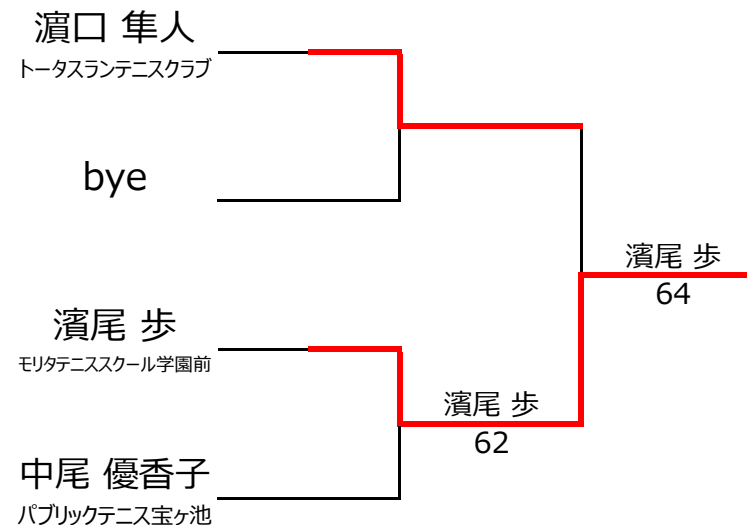 濵口 隼人
トータスランテニスクラブ
bye
濱尾 歩
64
濱尾 歩
モリタテニススクール学園前
濱尾 歩
62
中尾 優香子
パブリックテニス宝ヶ池